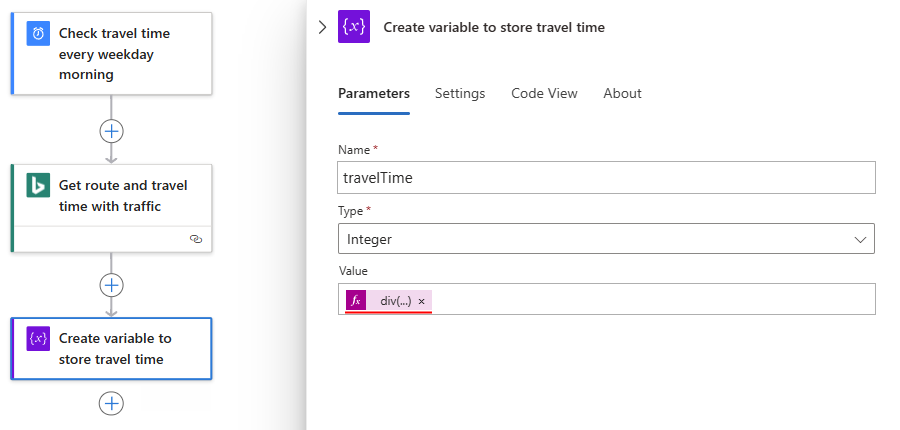 Check travel time
every weekday
morning
Get route and travel
time with traffic
{x}
Create variable to
store travel time
{x} Create variable to store travel time
Parameters Settings Code View About
Name *
travelTime
Type *
Integer
Value
fx div(...) ×